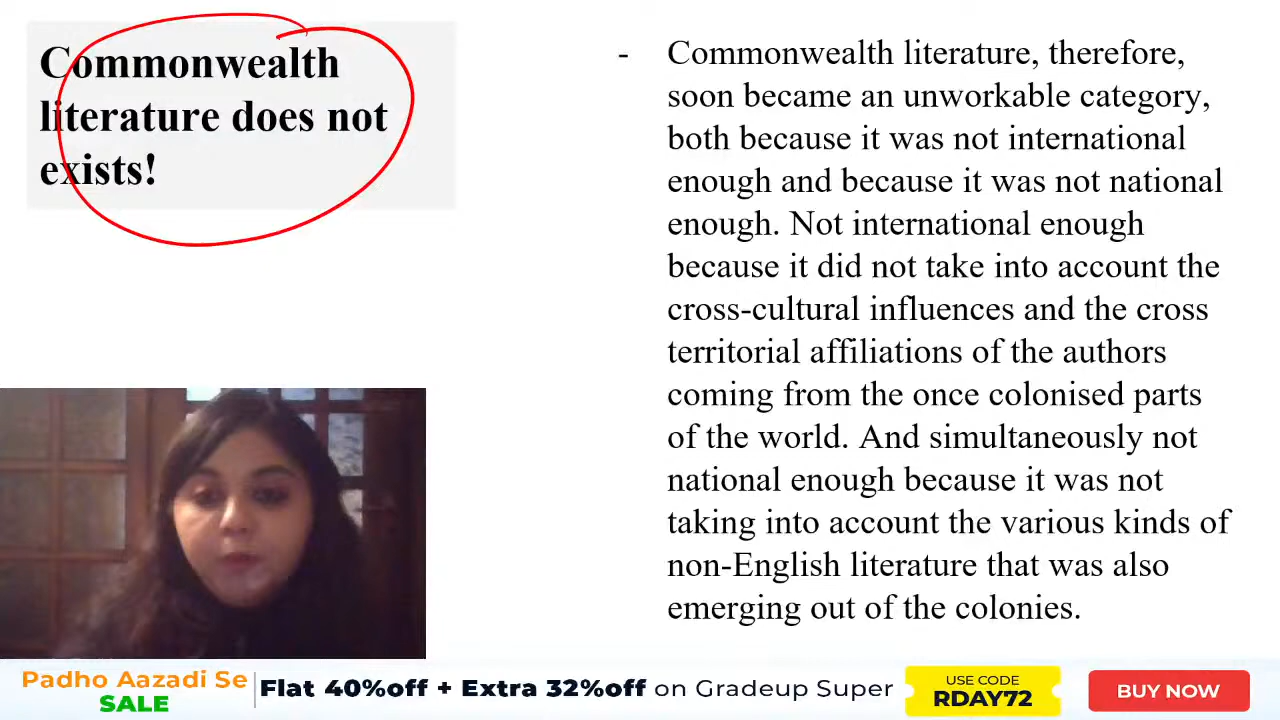 Commonwealth
literature does not
exists!
- Commonwealth literature, therefore,
soon became an unworkable category,
both because it was not international
enough and because it was not national
enough. Not international enough
because it did not take into account the
cross-cultural influences and the cross
territorial affiliations of the authors
coming from the once colonised parts
of the world. And simultaneously not
national enough because it was not
taking into account the various kinds of
non-English literature that was also
emerging out of the colonies.
Padho Aazadi Se
SALE
Flat 40%off + Extra 32%off on Gradeup Super
USE CODE
RDAY72
BUY NOW